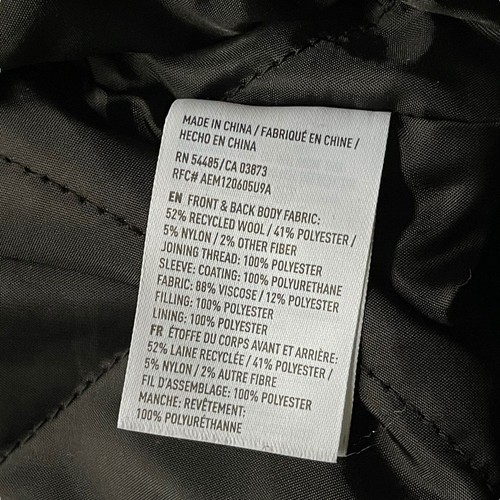 MADE IN CHINA / FABRIQUÉ EN CHINE /
HECHO EN CHINA
RN 54485/CA 03873
RFC# AEM120605U9A
EN FRONT & BACK BODY FABRIC:
52% RECYCLED WOOL / 41% POLYESTER /
5% NYLON / 2% OTHER FIBER
JOINING THREAD: 100% POLYESTER
SLEEVE: COATING: 100% POLYURETHANE
FABRIC: 88% VISCOSE / 12% POLYESTER
FILLING: 100% POLYESTER
LINING: 100% POLYESTER
FR ÉTOFFE DU CORPS AVANT ET ARRIÈRE:
52% LAINE RECYCLÉE / 41% POLYESTER /
5% NYLON / 2% AUTRE FIBRE
FIL D'ASSEMBLAGE: 100% POLYESTER
MANCHE: REVÊTEMENT:
100% POLYURÉTHANNE